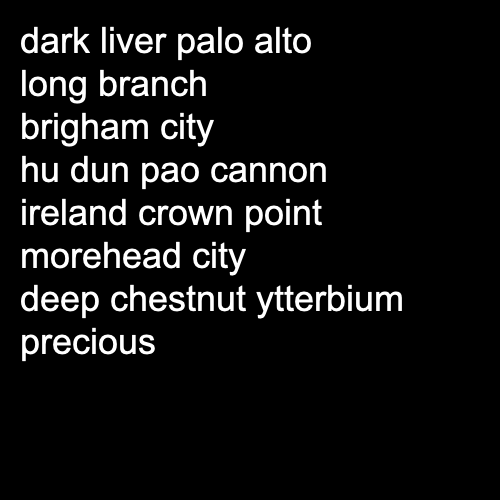 dark liver palo alto
long branch
brigham city
hu dun pao cannon
ireland crown point
morehead city
deep chestnut ytterbium
precious